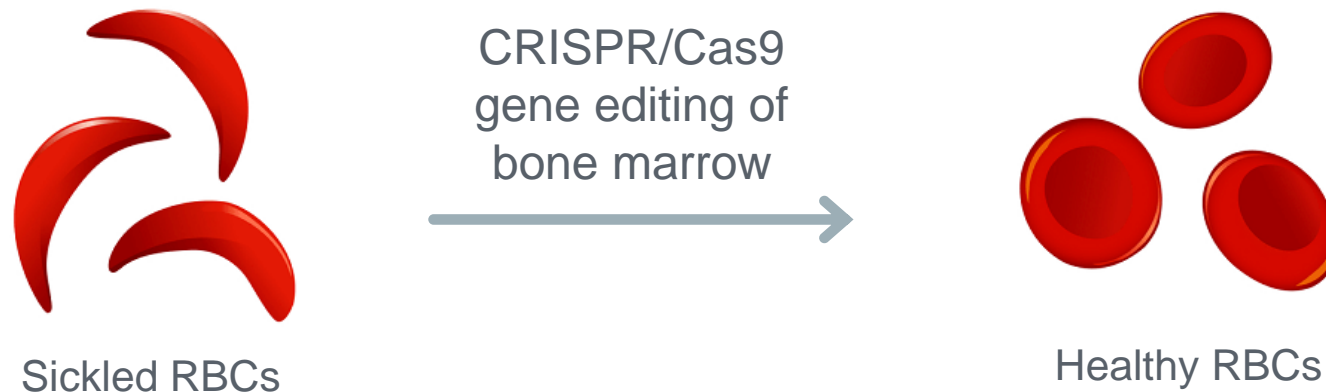 CRISPR/Cas9
gene editing of
bone marrow
Sickled RBCs
Healthy RBCs